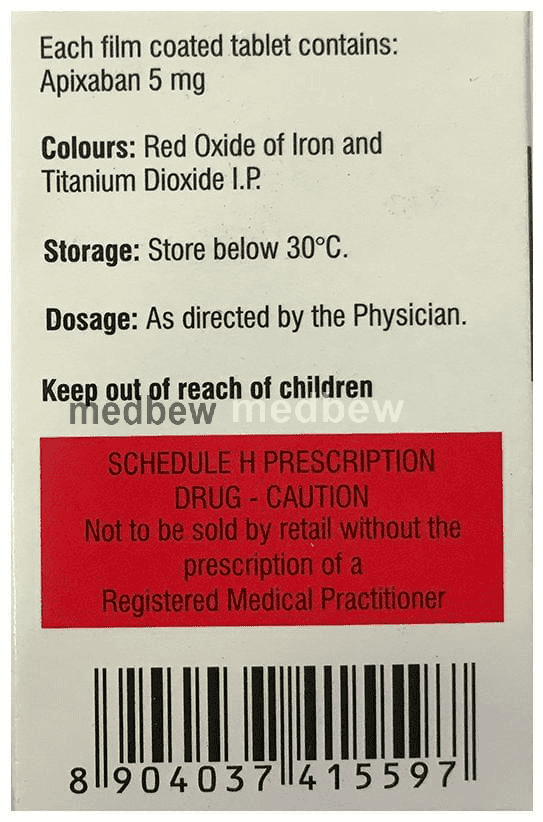 Each film coated tablet contains:
Apixaban 5 mg
Colours: Red Oxide of Iron and
Titanium Dioxide I.P.
Storage: Store below 30°C.
Dosage: As directed by the Physician.
Keep out of reach of children
medbew medbew
SCHEDULE H PRESCRIPTION
DRUG - CAUTION
Not to be sold by retail without the
prescription of a
Registered Medical Practitioner
8 904037 415597